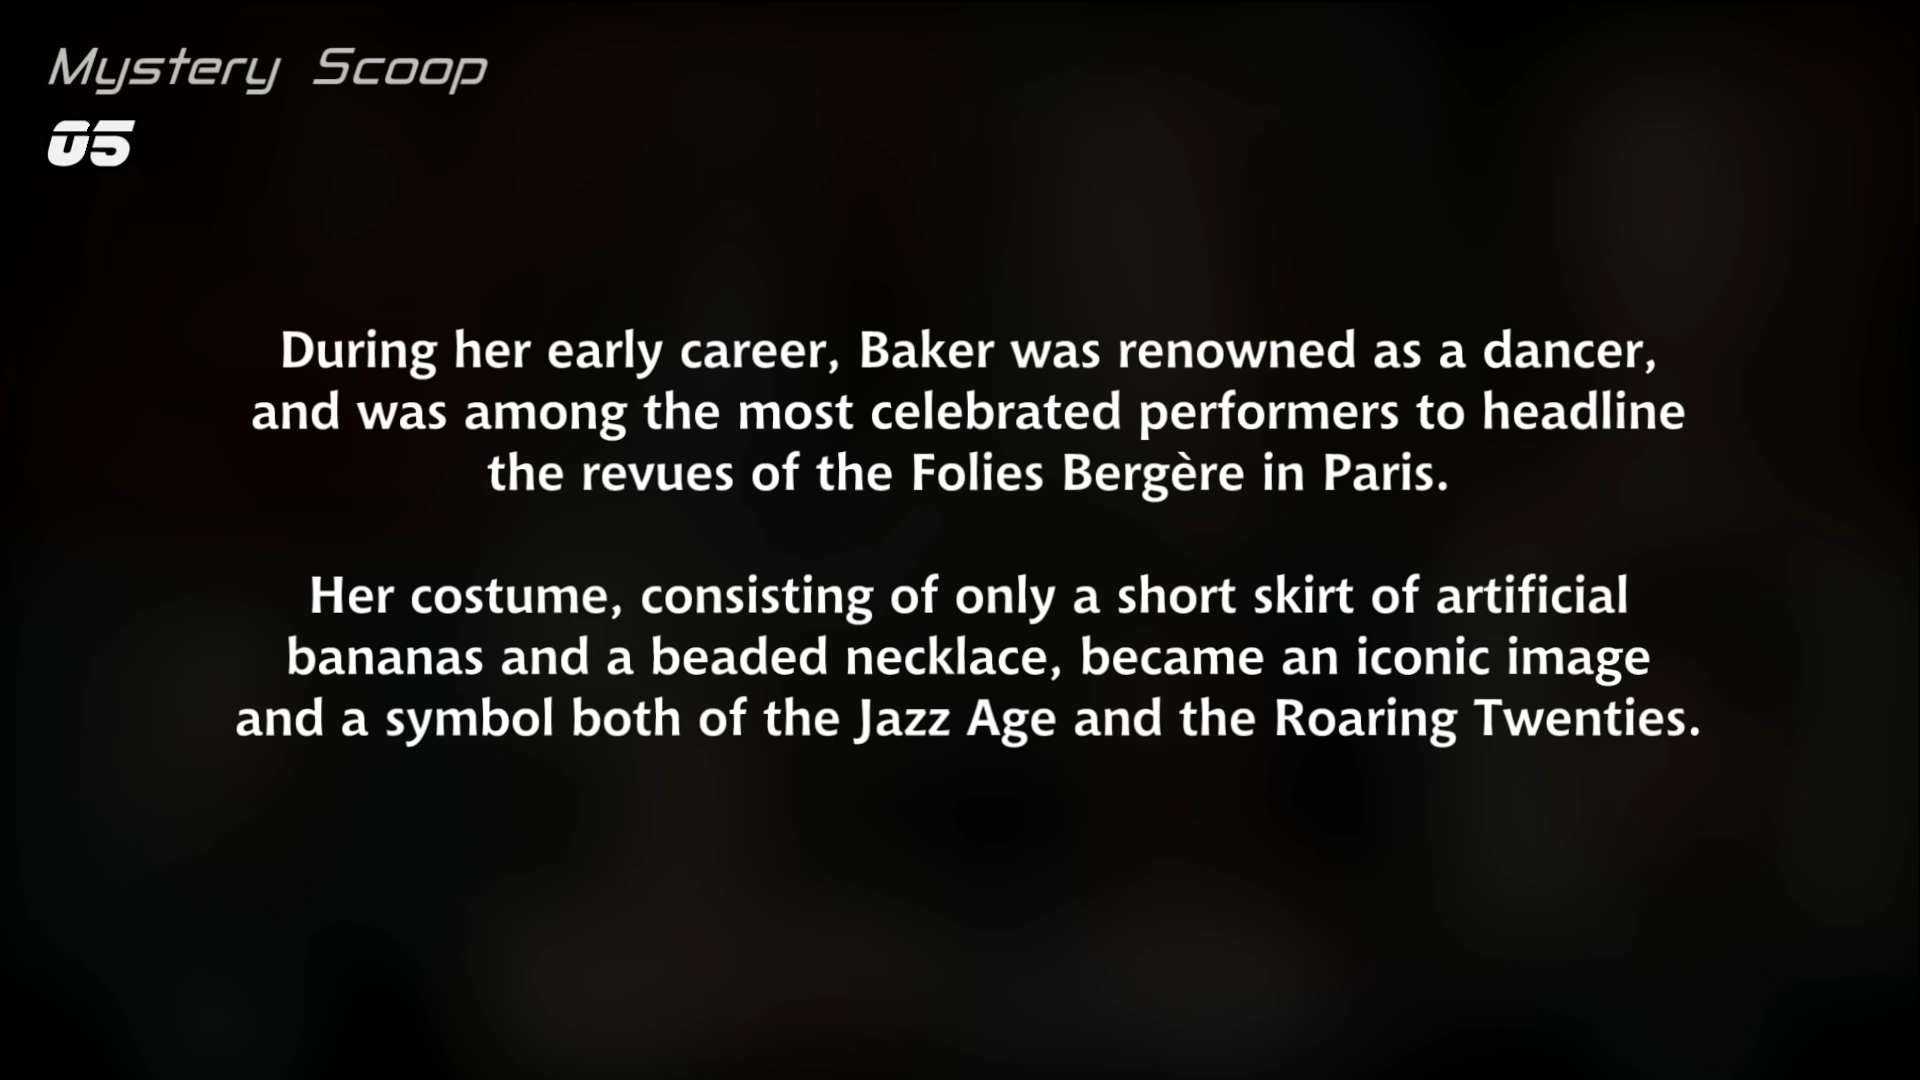 Mystery Scoop
05
During her early career, Baker was renowned as a dancer,
and was among the most celebrated performers to headline
the revues of the Folies Bergère in Paris.
Her costume, consisting of only a short skirt of artificial
bananas and a beaded necklace, became an iconic image
and a symbol both of the Jazz Age and the Roaring Twenties.